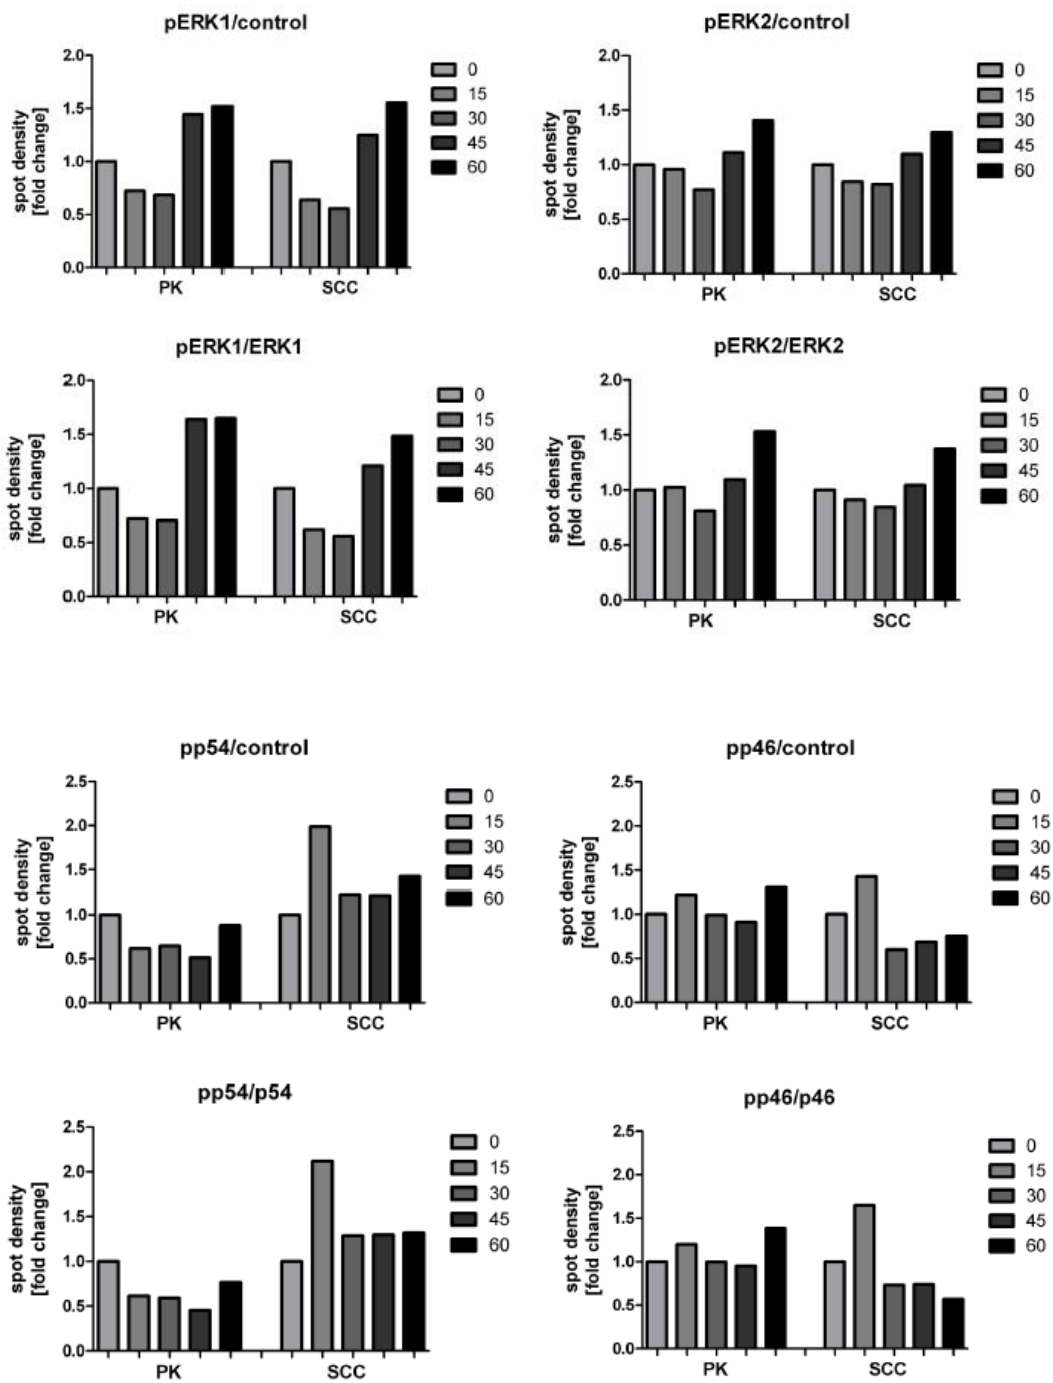 pERK1/control
spot density
[fold change]
2.0
1.5
1.0
0.5
0.0
PK
SCC
0
15
30
45
60
pERK2/control
spot density
[fold change]
2.0
1.5
1.0
0.5
0.0
PK
SCC
0
15
30
45
60
pERK1/ERK1
spot density
[fold change]
2.0
1.5
1.0
0.5
0.0
PK
SCC
0
15
30
45
60
pERK2/ERK2
spot density
[fold change]
2.0
1.5
1.0
0.5
0.0
PK
SCC
0
15
30
45
60
pp54/control
spot density
[fold change]
2.5
2.0
1.5
1.0
0.5
0.0
PK
SCC
0
15
30
45
60
pp46/control
spot density
[fold change]
2.5
2.0
1.5
1.0
0.5
0.0
PK
SCC
0
15
30
45
60
pp54/p54
spot density
[fold change]
2.5
2.0
1.5
1.0
0.5
0.0
PK
SCC
0
15
30
45
60
pp46/p46
spot density
[fold change]
2.5
2.0
1.5
1.0
0.5
0.0
PK
SCC
0
15
30
45
60